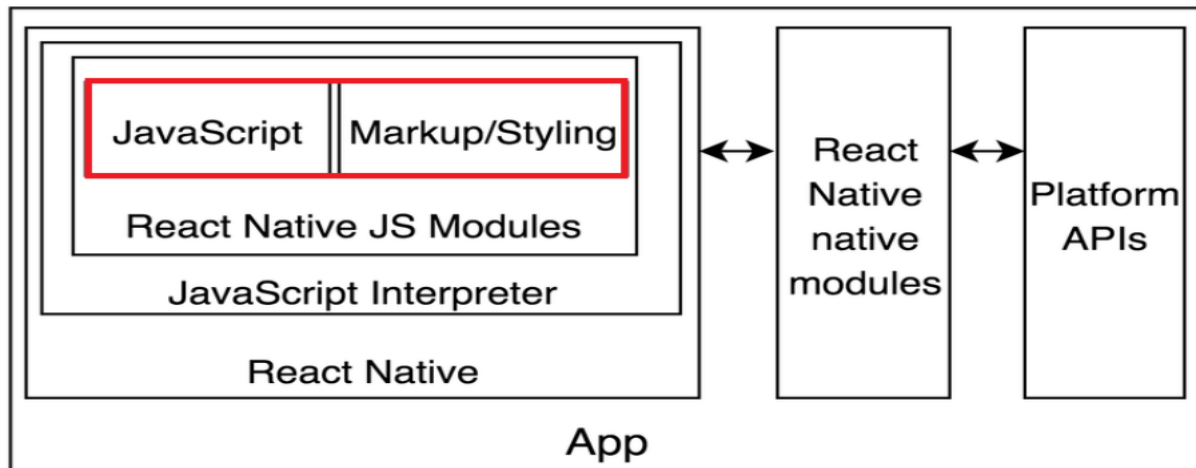 JavaScript
Markup/Styling
React Native JS Modules
JavaScript Interpreter
React Native
React
Native
native
modules
Platform
APIs
App